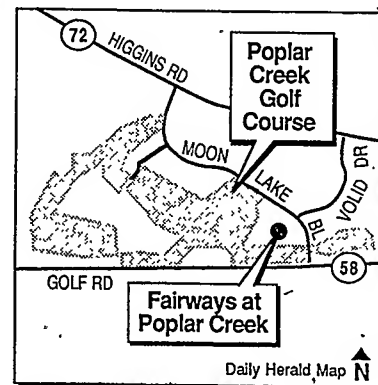 72
HIGGINS RD
Poplar
Creek
Golf
Course
MOON LAKE BL
VOLID DR
58
GOLF RD
Fairways at
Poplar Creek
Daily Herald Map
N